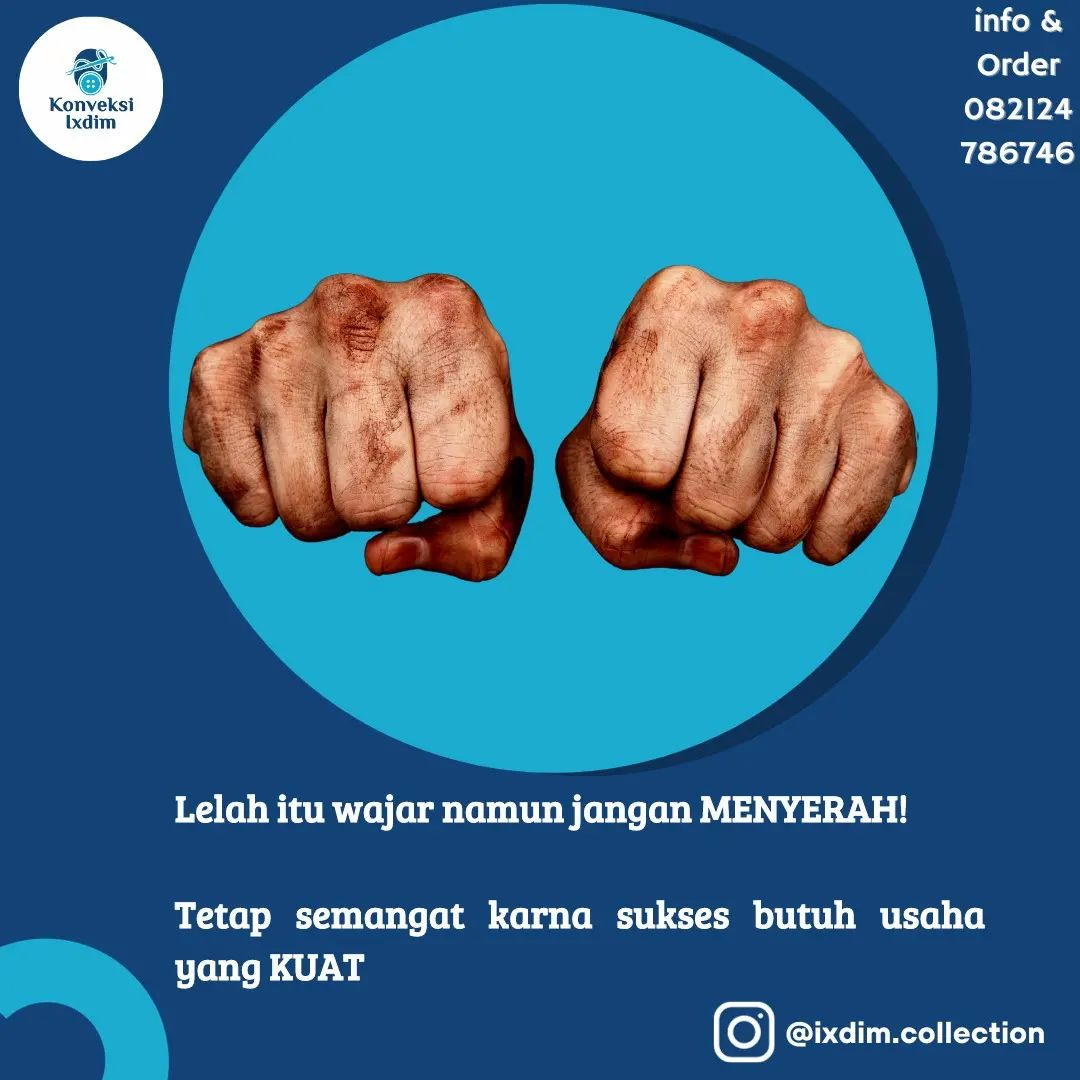 Konveksi
Ixdim
info &
Order
082124
786746
Lelah itu wajar namun jangan MENYERAH!
Tetap semangat karna sukses butuh usaha
yang KUAT
@ixdim.collection